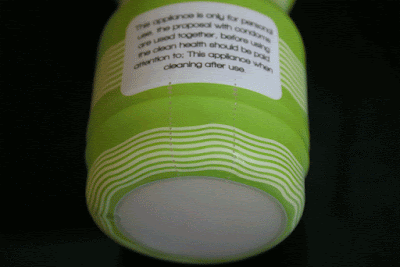 This appliance is only for personal
use, the proposal with condoms
are used together, before using
the clean health should be paid
attention to; This appliance when
cleaning after use.